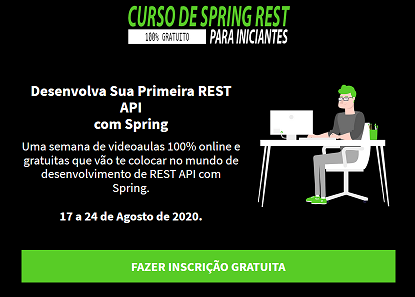 CURSO DE SPRING REST
100% GRATUITO PARA INICIANTES
Desenvolva Sua Primeira REST
API
com Spring
Uma semana de videoaulas 100% online e
gratuitas que vão te colocar no mundo de
desenvolvimento de REST API com
Spring.
17 a 24 de Agosto de 2020.
FAZER INSCRIÇÃO GRATUITA